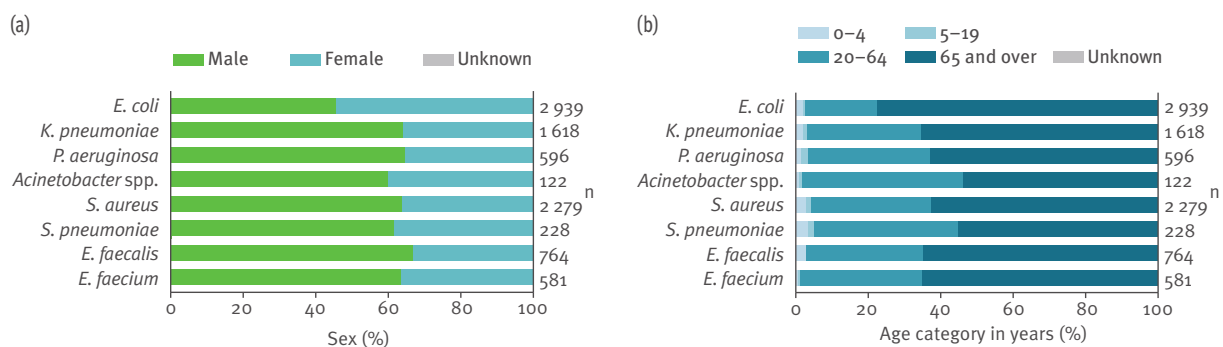 (a)
Male Female Unknown
E. coli 2 939
K. pneumoniae 1 618
P. aeruginosa 596
Acinetobacter spp. 122
n
S. aureus 2 279
S. pneumoniae 228
E. faecalis 764
E. faecium 581
0 20 40 60 80 100
Sex (%)
(b)
0–4 5–19
20–64 65 and over Unknown
E. coli 2 939
K. pneumoniae 1 618
P. aeruginosa 596
Acinetobacter spp. 122
n
S. aureus 2 279
S. pneumoniae 228
E. faecalis 764
E. faecium 581
0 20 40 60 80 100
Age category in years (%)